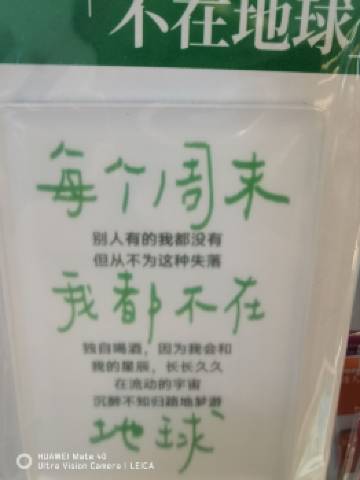 「不在地球
每个周末
别人有的我都没有
但从不为这种失落
我都不在
独自喝酒，因为我会和
我的星辰，长长久久
在流动的宇宙
沉醉不知归路地梦游
地球
HUAWEI Mate 40
Ultra Vision Camera | LEICA